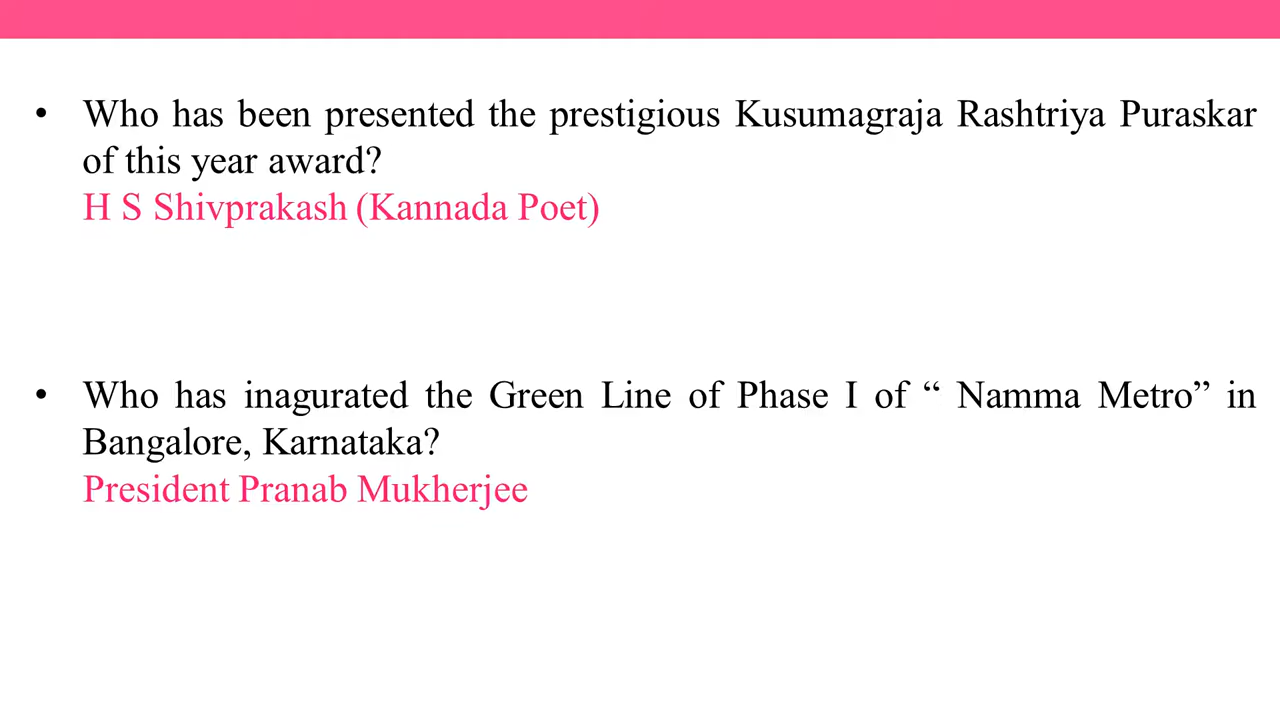 • Who has been presented the prestigious Kusumagraja Rashtriya Puraskar
of this year award?
H S Shivprakash (Kannada Poet)
• Who has inagurated the Green Line of Phase I of “ Namma Metro” in
Bangalore, Karnataka?
President Pranab Mukherjee